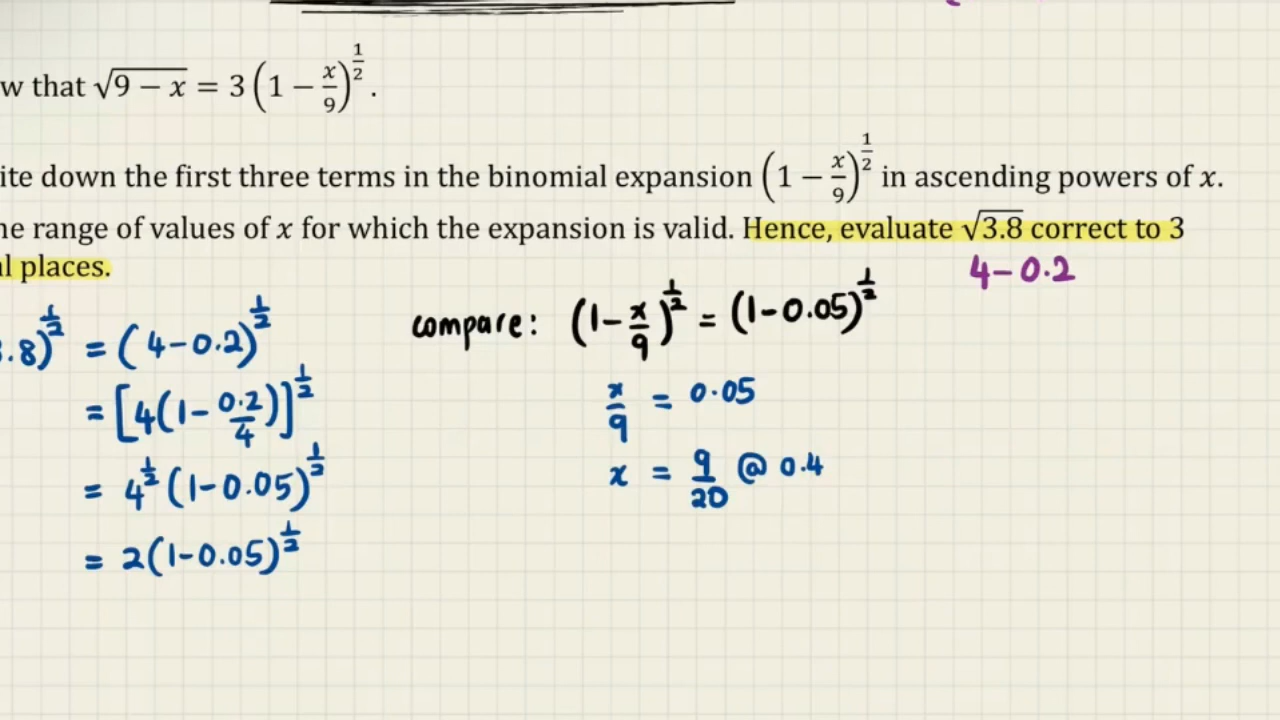 w that √(9 − x) = 3(1 − x/9)^(1/2).
ite down the first three terms in the binomial expansion (1 − x/9)^(1/2) in ascending powers of x.
ne range of values of x for which the expansion is valid. Hence, evaluate √3.8 correct to 3
l places.
4−0.2
.8)^(1/2) = (4−0.2)^(1/2)
= [4(1−0.2/4)]^(1/2)
= 4^(1/2) (1−0.05)^(1/2)
= 2(1−0.05)^(1/2)
compare: (1−x/9)^(1/2) = (1−0.05)^(1/2)
x/9 = 0.05
x = 9/20 @ 0.4